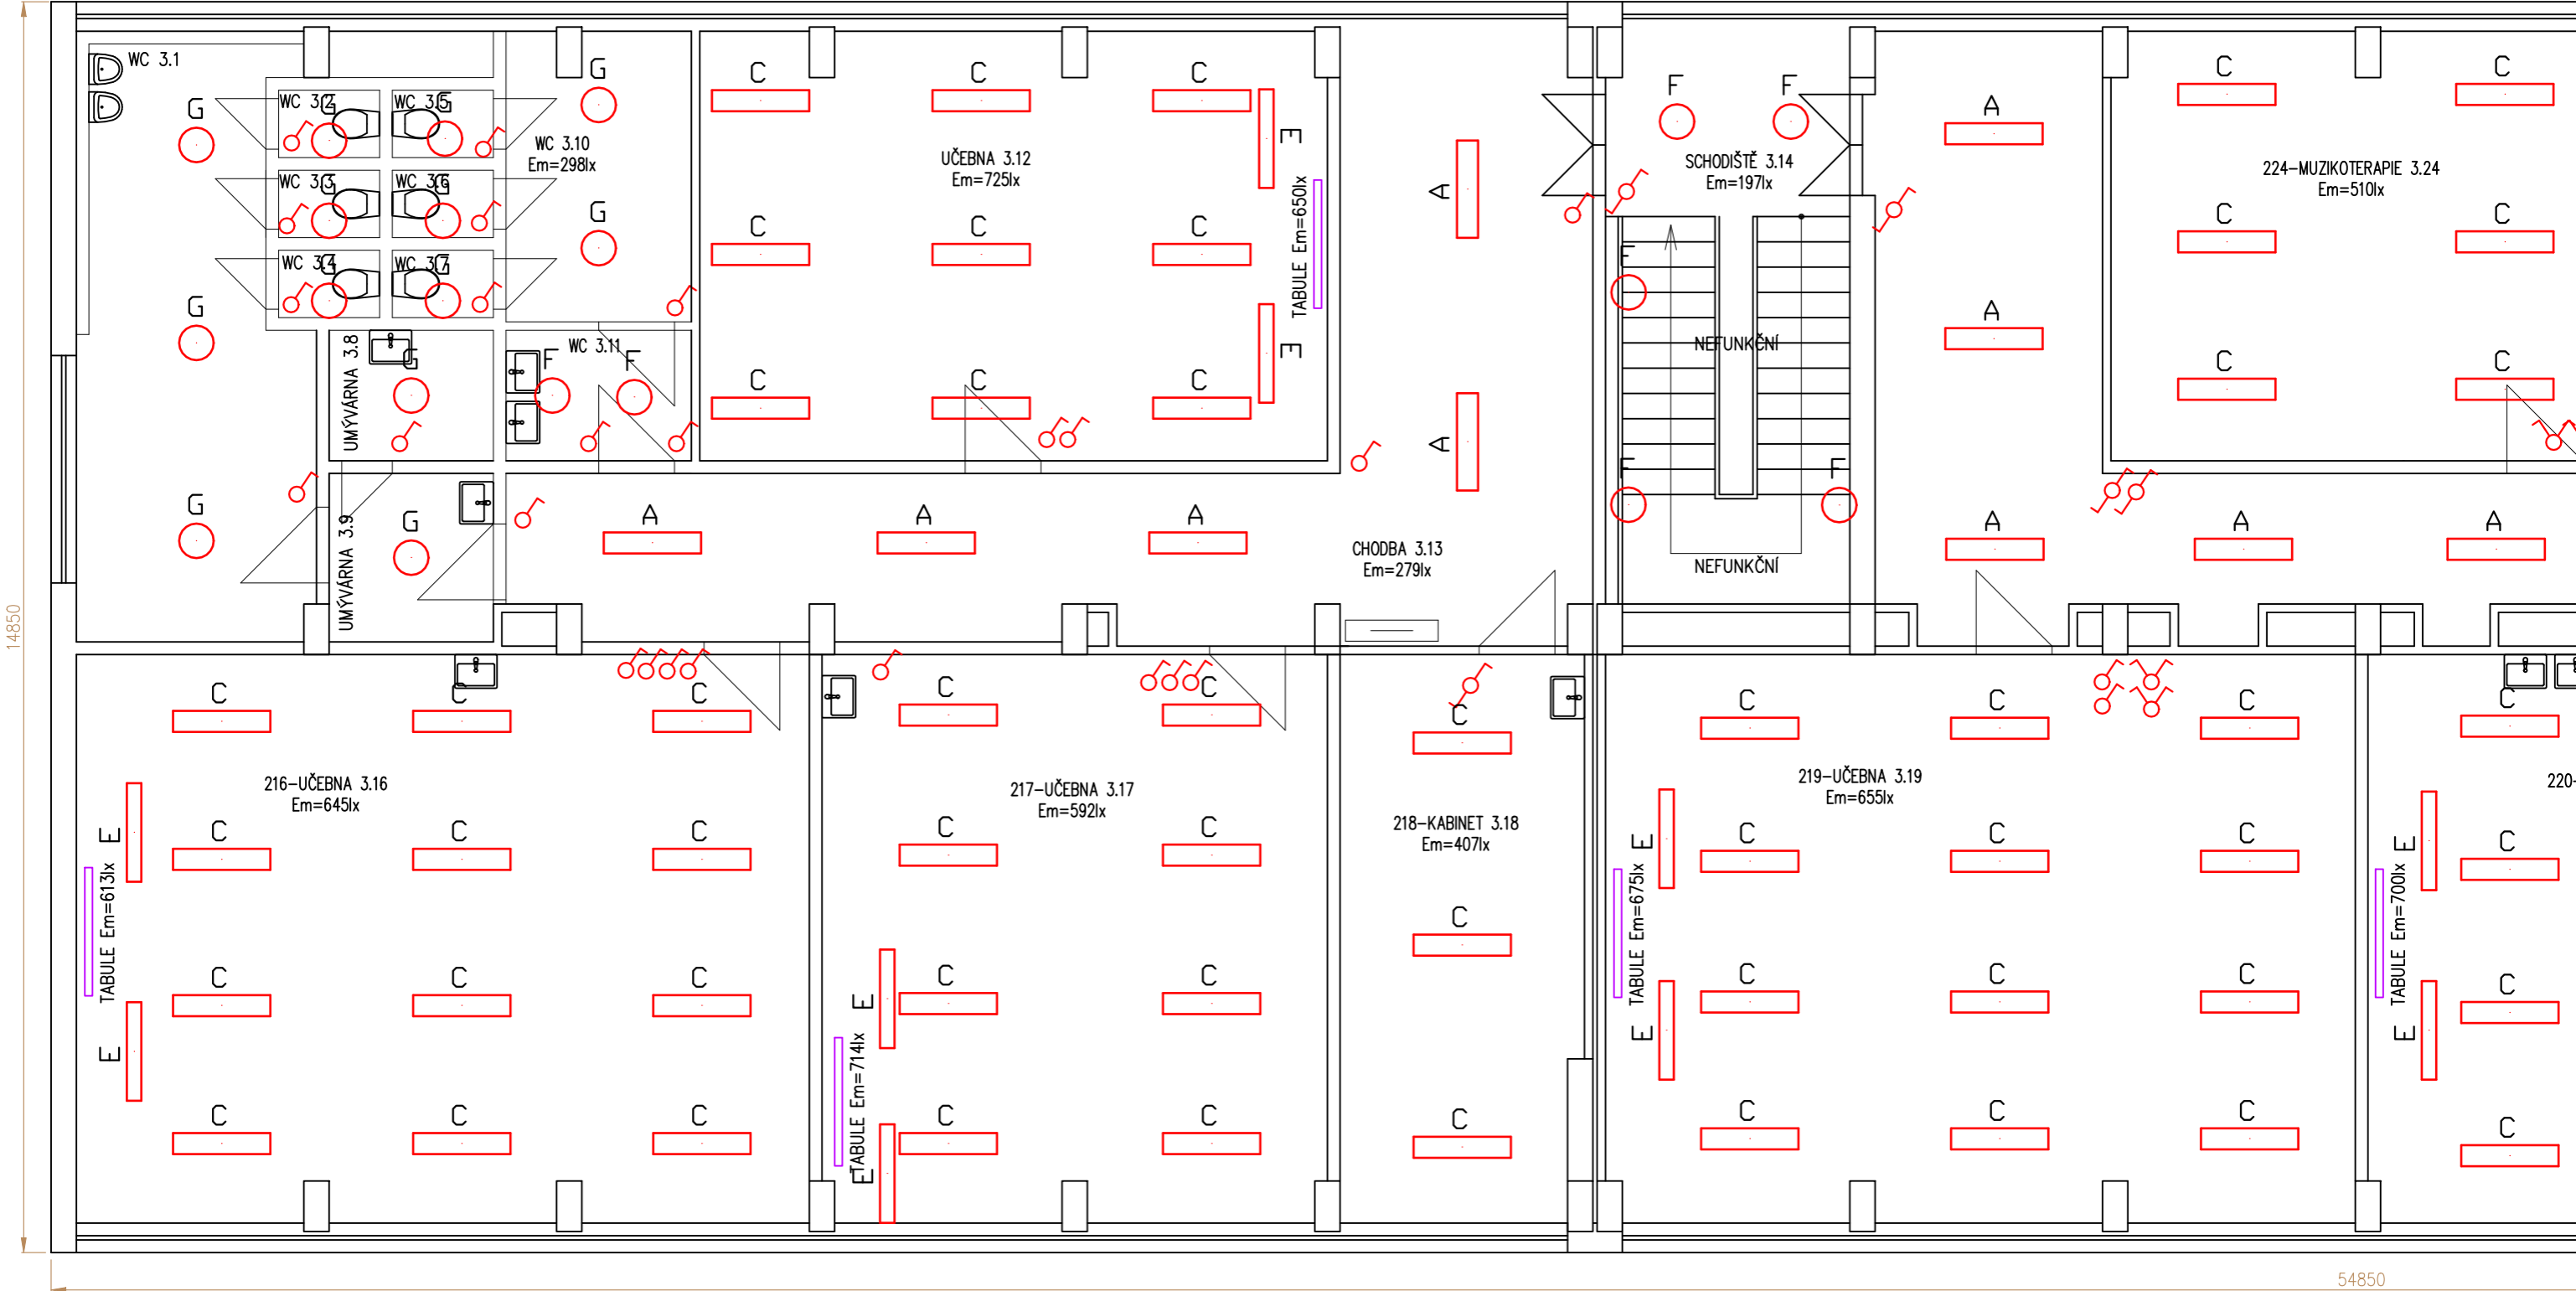 WC 3.1
G
WC 3.2
G
WC 3.5
G
WC 3.3
G
WC 3.6
G
WC 3.4
G
WC 3.7
G
G
G
G
WC 3.10
Em=298lx
G
UMÝVÁRNA 3.8
G
UMÝVÁRNA 3.9
G
WC 3.11
F
F
C
C
C
UČEBNA 3.12
Em=725lx
C
C
C
C
C
C
E
E
TABULE Em=650lx
A
A
A
A
A
CHODBA 3.13
Em=279lx
F
F
SCHODIŠTĚ 3.14
Em=197lx
F
NEFUNKČNÍ
F
F
NEFUNKČNÍ
A
A
A
A
A
C
C
224-MUZIKOTERAPIE 3.24
Em=510lx
C
C
C
C
14850
C
C
C
216-UČEBNA 3.16
Em=645lx
C
C
C
C
C
C
C
C
C
E
TABULE Em=613lx
E
C
C
217-UČEBNA 3.17
Em=592lx
C
C
C
C
C
C
E
TABULE Em=714lx
E
C
218-KABINET 3.18
Em=407lx
C
C
C
C
C
219-UČEBNA 3.19
Em=655lx
C
C
C
C
C
C
C
C
C
E
TABULE Em=675lx
E
C
220-
C
C
C
E
TABULE Em=700lx
E
54850